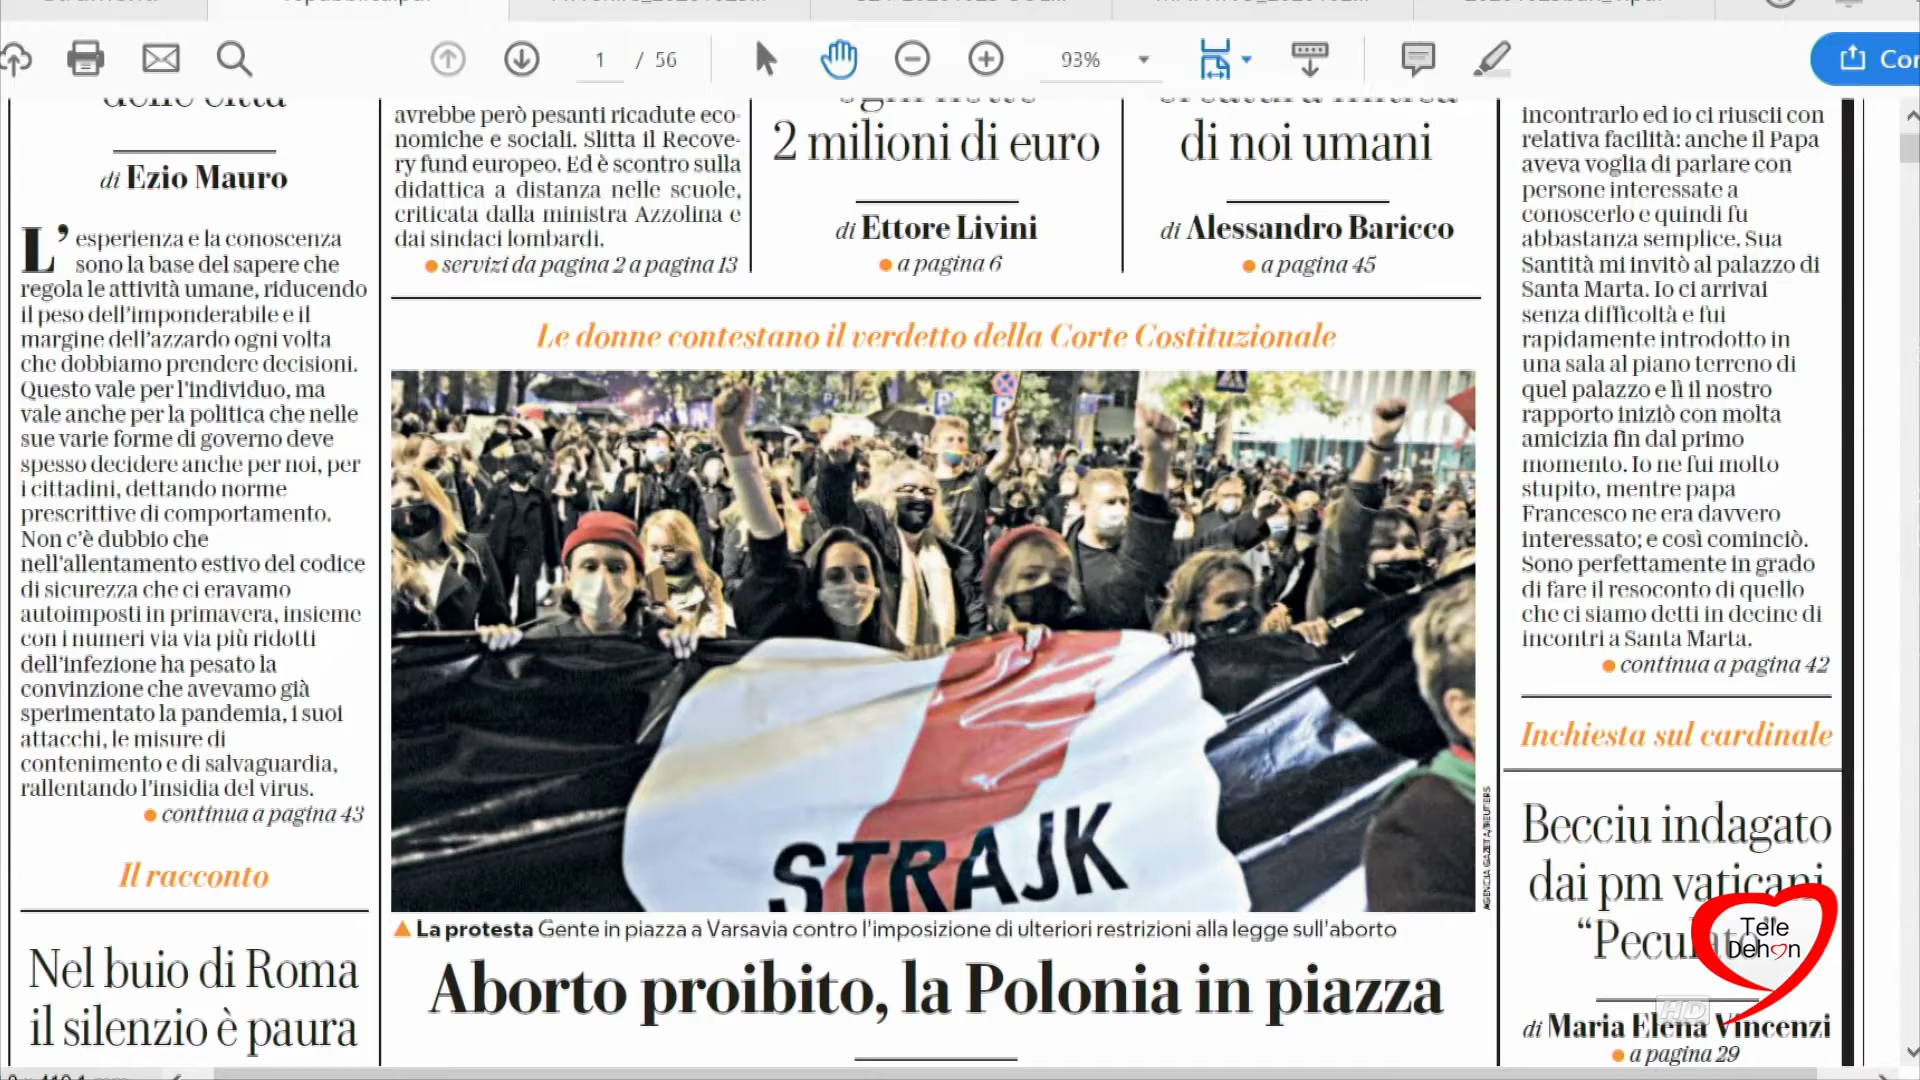 1 / 56
93%
di Ezio Mauro
L'esperienza e la conoscenza
sono la base del sapere che
regola le attività umane, riducendo
il peso dell'imponderabile e il
margine dell'azzardo ogni volta
che dobbiamo prendere decisioni.
Questo vale per l'individuo, ma
vale anche per la politica che nelle
sue varie forme di governo deve
spesso decidere anche per noi, per
i cittadini, dettando norme
prescrittive di comportamento.
Non c'è dubbio che
nell'allentamento estivo del codice
di sicurezza che ci eravamo
autoimposti in primavera, insieme
con i numeri via via più ridotti
dell'infezione ha pesato la
convinzione che avevamo già
sperimentato la pandemia, i suoi
attacchi, le misure di
contenimento e di salvaguardia,
rallentando l'insidia del virus.
continua a pagina 43
Il racconto
Nel buio di Roma
il silenzio è paura
avrebbe però pesanti ricadute eco-
nomiche e sociali. Slitta il Recove-
ry fund europeo. Ed è scontro sulla
didattica a distanza nelle scuole,
criticata dalla ministra Azzolina e
dai sindaci lombardi.
servizi da pagina 2 a pagina 13
2 milioni di euro
di Ettore Livini
a pagina 6
di noi umani
di Alessandro Baricco
a pagina 45
Le donne contestano il verdetto della Corte Costituzionale
STRAJK
AGENCIA GAZETA/REUTERS
La protesta Gente in piazza a Varsavia contro l'imposizione di ulteriori restrizioni alla legge sull'aborto
Aborto proibito, la Polonia in piazza
incontrarlo ed io ci riuscii con
relativa facilità: anche il Papa
aveva voglia di parlare con
persone interessate a
conoscerlo e quindi fu
abbastanza semplice. Sua
Santità mi invitò al palazzo di
Santa Marta. Io ci arrivai
senza difficoltà e fui
rapidamente introdotto in
una sala al piano terreno di
quel palazzo e lì il nostro
rapporto iniziò con molta
amicizia fin dal primo
momento. Io ne fui molto
stupito, mentre papa
Francesco ne era davvero
interessato; e così cominciò.
Sono perfettamente in grado
di fare il resoconto di quello
che ci siamo detti in decine di
incontri a Santa Marta.
continua a pagina 42
Inchiesta sul cardinale
Becciu indagato
dai pm vaticani
“Peculato”
di Maria Elena Vincenzi
a pagina 29
Tele
Dehon
HD